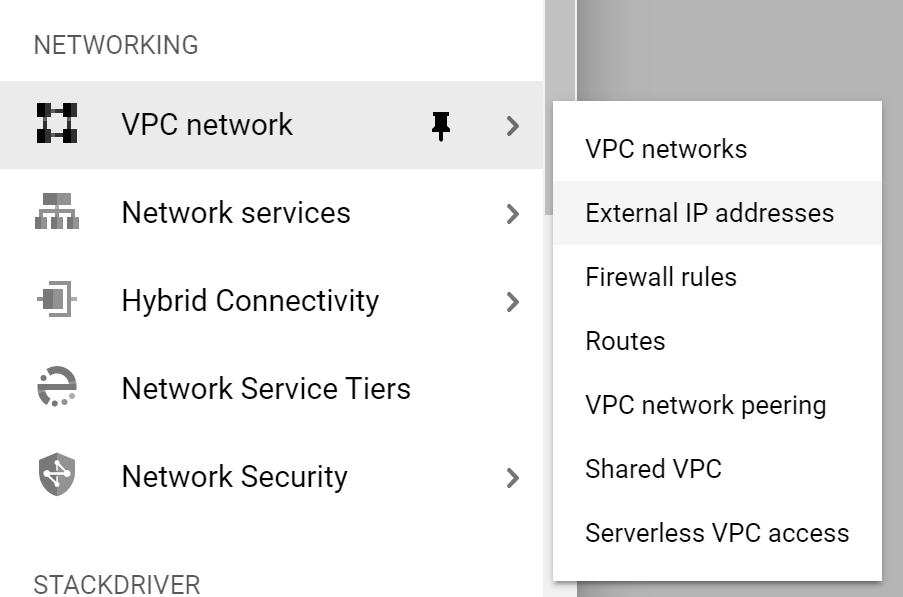 NETWORKING
VPC network
Network services
Hybrid Connectivity
Network Service Tiers
Network Security
STACKDRIVER
VPC networks
External IP addresses
Firewall rules
Routes
VPC network peering
Shared VPC
Serverless VPC access